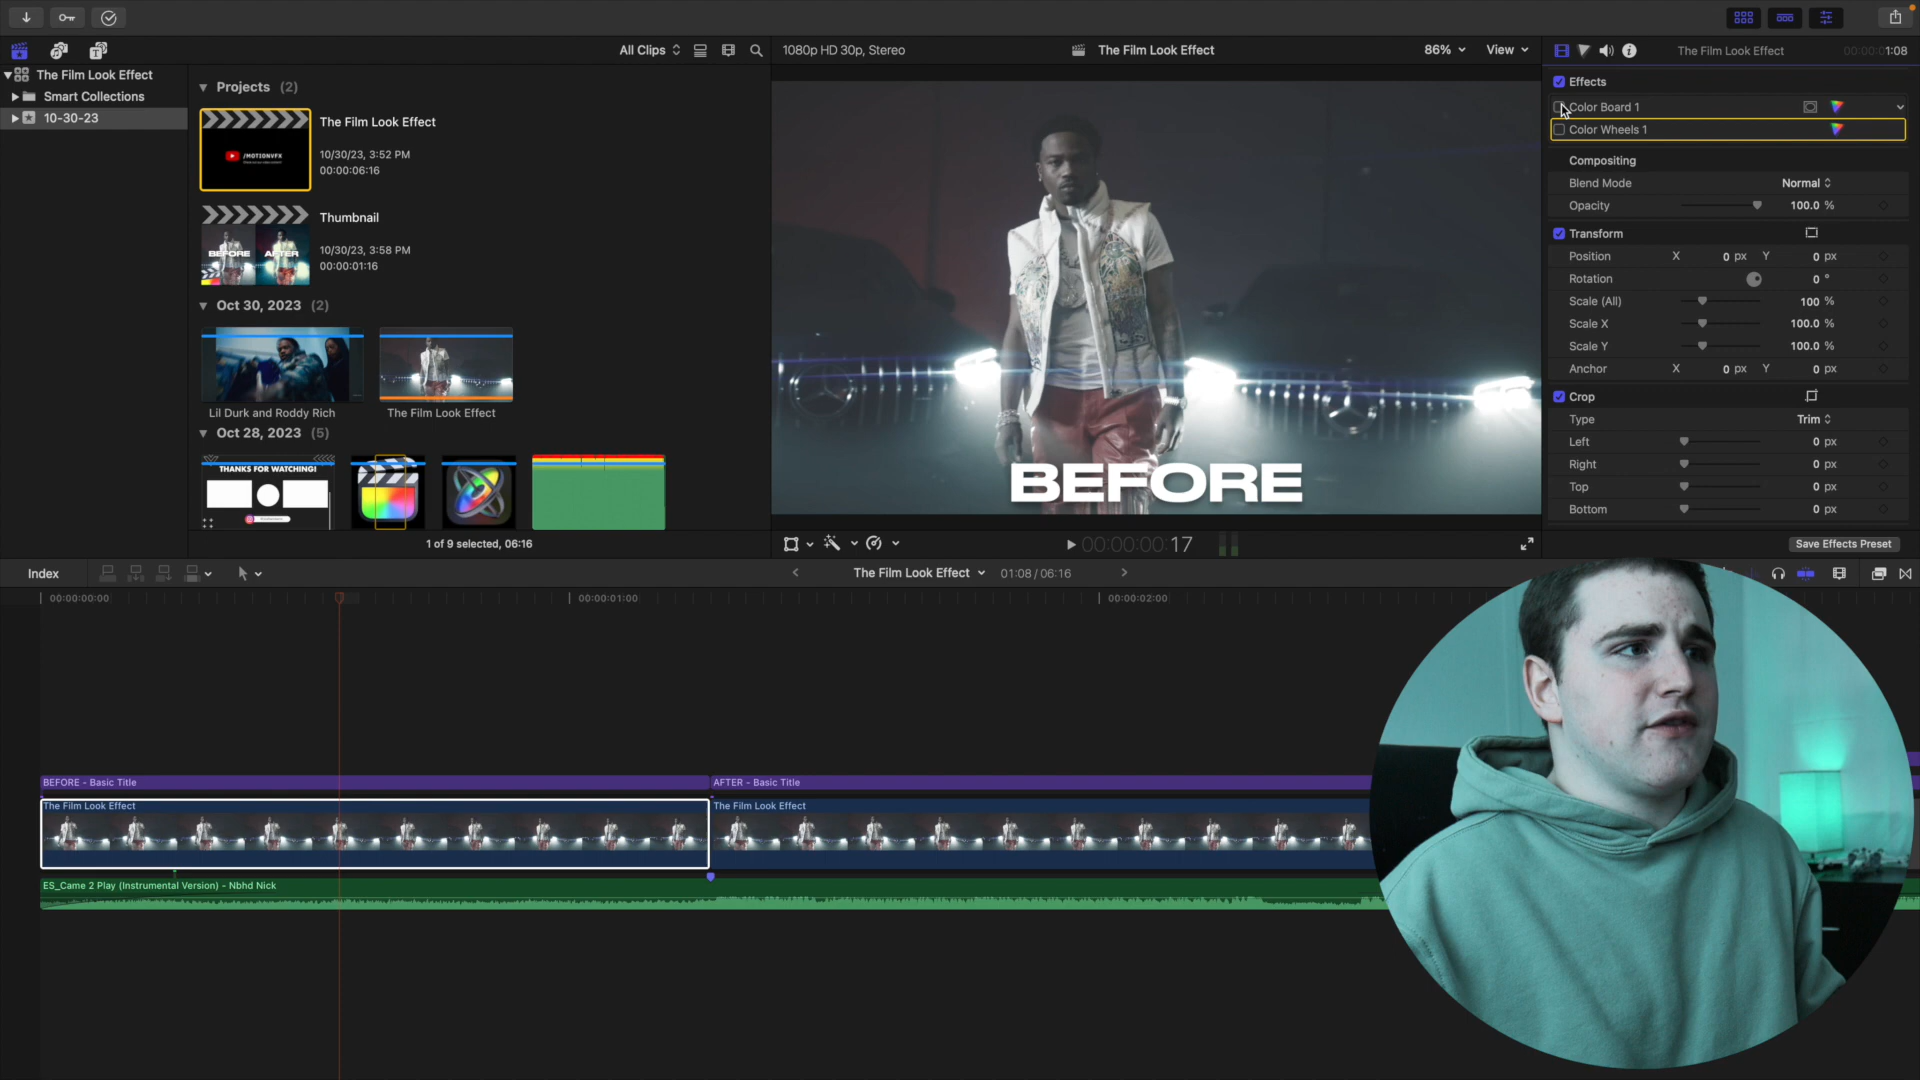 All Clips
1080p HD 30p, Stereo
The Film Look Effect
86%
View
The Film Look Effect
00:00:01:08
The Film Look Effect
Smart Collections
10-30-23
Projects (2)
/MOTIONVFX
The Film Look Effect
10/30/23, 3:52 PM
00:00:06:16
BEFORE
AFTER
Thumbnail
10/30/23, 3:58 PM
00:00:01:16
Oct 30, 2023 (2)
Lil Durk and Roddy Rich
The Film Look Effect
Oct 28, 2023 (5)
THANKS FOR WATCHING!
1 of 9 selected, 06:16
BEFORE
00:00:00:17
Effects
Color Board 1
Color Wheels 1
Compositing
Blend Mode
Normal
Opacity
100.0 %
Transform
Position
X
0 px
Y
0 px
Rotation
0 °
Scale (All)
100 %
Scale X
100.0 %
Scale Y
100.0 %
Anchor
X
0 px
Y
0 px
Crop
Type
Trim
Left
0 px
Right
0 px
Top
0 px
Bottom
0 px
Save Effects Preset
Index
The Film Look Effect
01:08 / 06:16
00:00:00:00
00:00:01:00
00:00:02:00
BEFORE - Basic Title
AFTER - Basic Title
The Film Look Effect
The Film Look Effect
ES_Came 2 Play (Instrumental Version) - Nbhd Nick